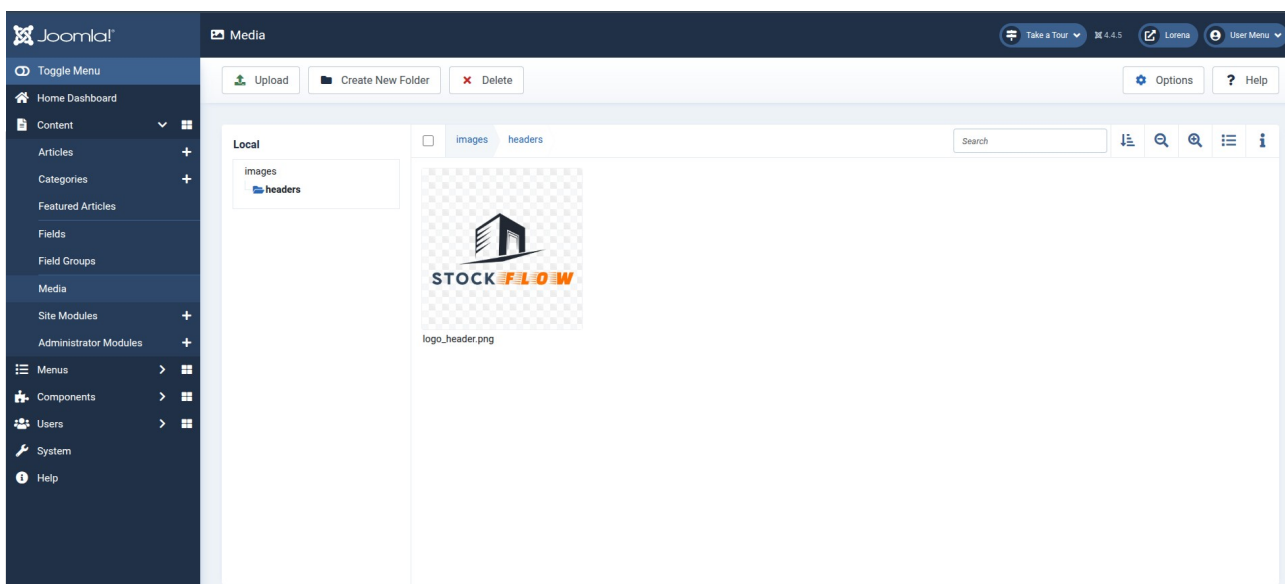 Joomla!®
Media
Take a Tour
4.4.5
Lorena
User Menu
Toggle Menu
Home Dashboard
Content
Articles
Categories
Featured Articles
Fields
Field Groups
Media
Site Modules
Administrator Modules
Menus
Components
Users
System
Help
Upload
Create New Folder
Delete
Options
? Help
Local
images
headers
images headers
Search
STOCK FLOW
logo_header.png